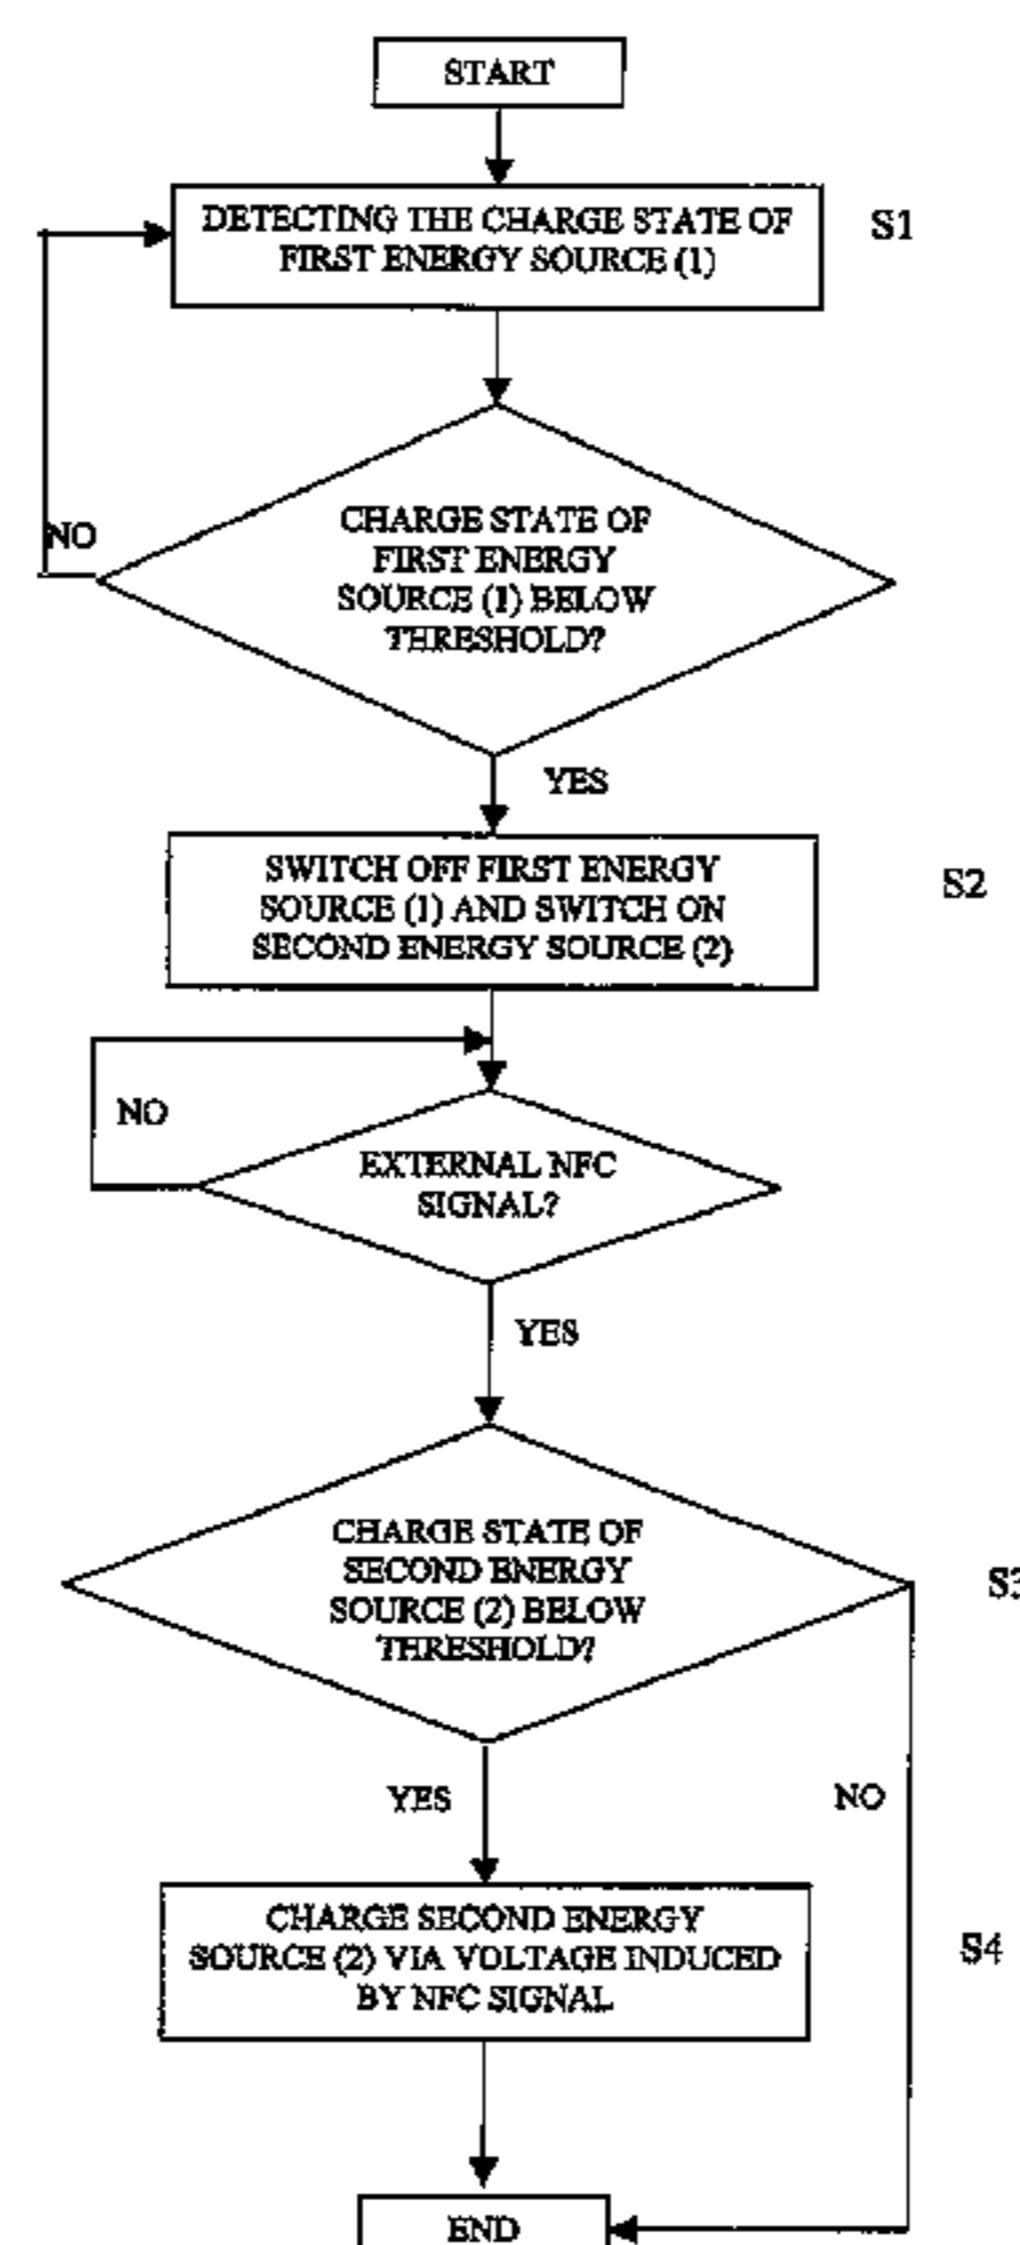 START
DETECTING THE CHARGE STATE OF
FIRST ENERGY SOURCE (1)
S1
CHARGE STATE OF
FIRST ENERGY
SOURCE (1) BELOW
THRESHOLD?
NO
YES
SWITCH OFF FIRST ENERGY
SOURCE (1) AND SWITCH ON
SECOND ENERGY SOURCE (2)
S2
NO
EXTERNAL NFC
SIGNAL?
YES
CHARGE STATE OF
SECOND ENERGY
SOURCE (2) BELOW
THRESHOLD?
S3
YES
NO
CHARGE SECOND ENERGY
SOURCE (2) VIA VOLTAGE INDUCED
BY NFC SIGNAL
S4
END